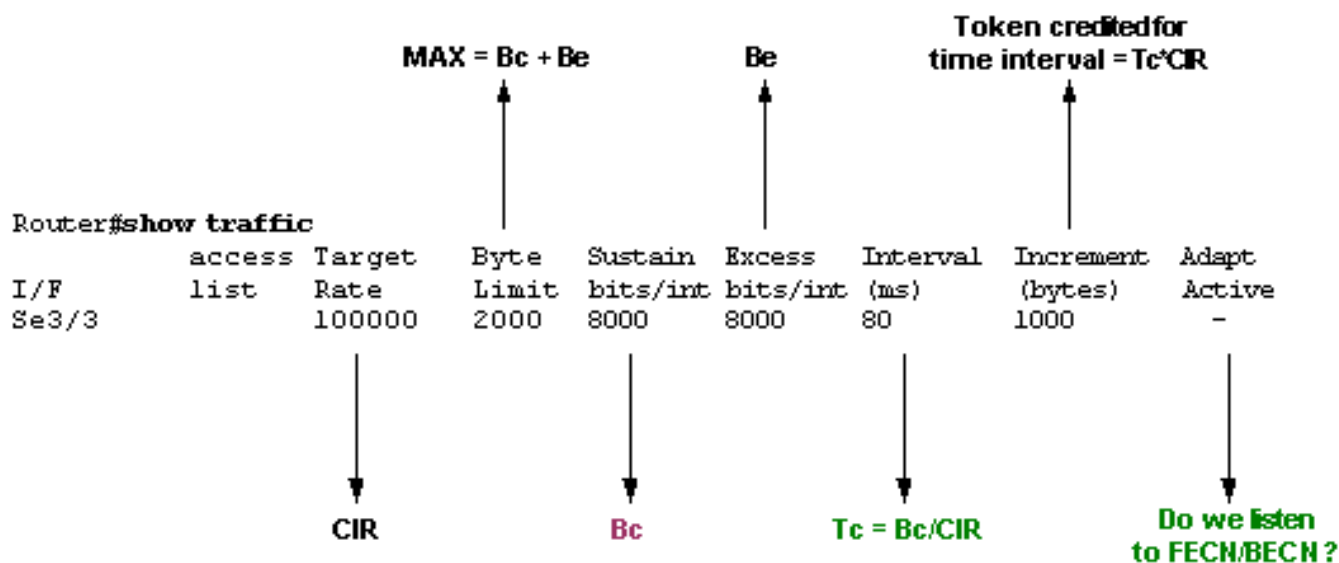 Token credited for
MAX = Bc + Be Be time interval = Tc*CIR
Router#show traffic
access Target Byte Sustain Excess Interval Increment Adapt
I/F list Rate Limit bits/int bits/int (ms) (bytes) Active
Se3/3 100000 2000 8000 8000 80 1000 -
CIR Bc Tc = Bc/CIR Do we listen
to FECN/BECN ?